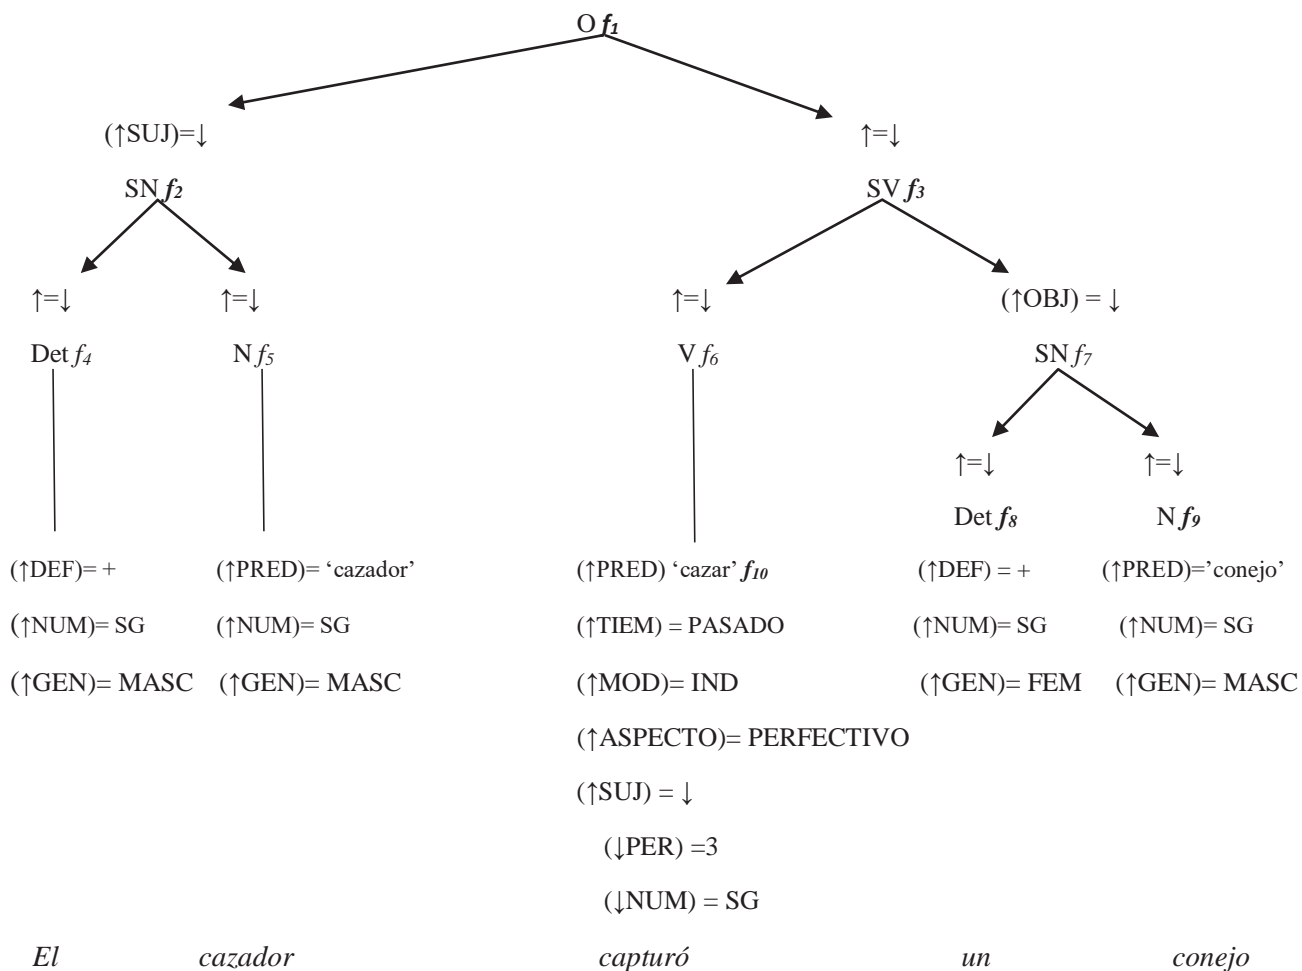 O f1
(↑SUJ)=↓ ↑=↓
SN f2 SV f3
↑=↓ ↑=↓ ↑=↓ (↑OBJ) = ↓
Det f4 N f5 V f6 SN f7
↑=↓ ↑=↓
Det f8 N f9
(↑DEF)= + (↑PRED)= ‘cazador’ (↑PRED) ‘cazar’ f10 (↑DEF) = + (↑PRED)=’conejo’
(↑NUM)= SG (↑NUM)= SG (↑TIEM) = PASADO (↑NUM)= SG (↑NUM)= SG
(↑GEN)= MASC (↑GEN)= MASC (↑MOD)= IND (↑GEN)= FEM (↑GEN)= MASC
(↑ASPECTO)= PERFECTIVO
(↑SUJ) = ↓
(↓PER) =3
(↓NUM) = SG
El cazador capturó un conejo